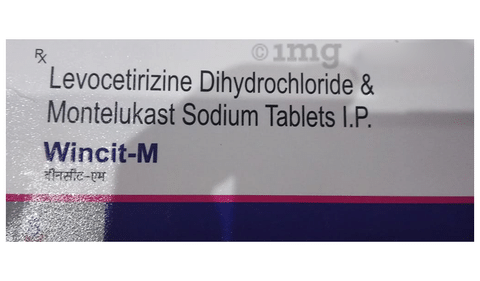 ©1mg
Rx
Levocetirizine Dihydrochloride &
Montelukast Sodium Tablets I.P.
Wincit-M
वीनसीट-एम